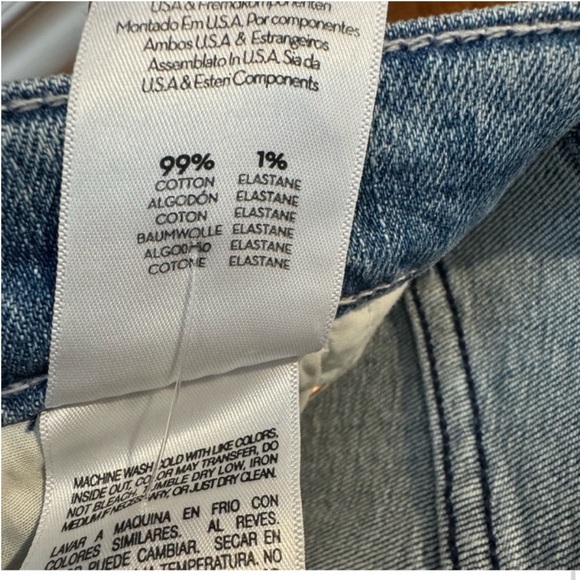 USA & Fremdkomponenten
Montado Em U.S.A. Por componentes
Ambos U.S.A & Estrangeiros
Assemblato In U.S.A. Sia da
U.S.A & Esteri Components
99% 1%
COTTON ELASTANE
ALGODÓN ELASTANE
COTON ELASTANE
BAUMWOLLE ELASTANE
ALGODÃO ELASTANE
COTONE ELASTANE
MACHINE WASH COLD WITH LIKE COLORS,
INSIDE OUT, COLOR MAY TRANSFER, DO
NOT BLEACH, TUMBLE DRY LOW, IRON
MEDIUM IF NECESSARY, OR JUST DRY CLEAN.
LAVAR A MAQUINA EN FRIO CON
COLORES SIMILARES. AL REVES.
PUEDE CAMBIAR. SECAR EN
TEMPERATURA. NO